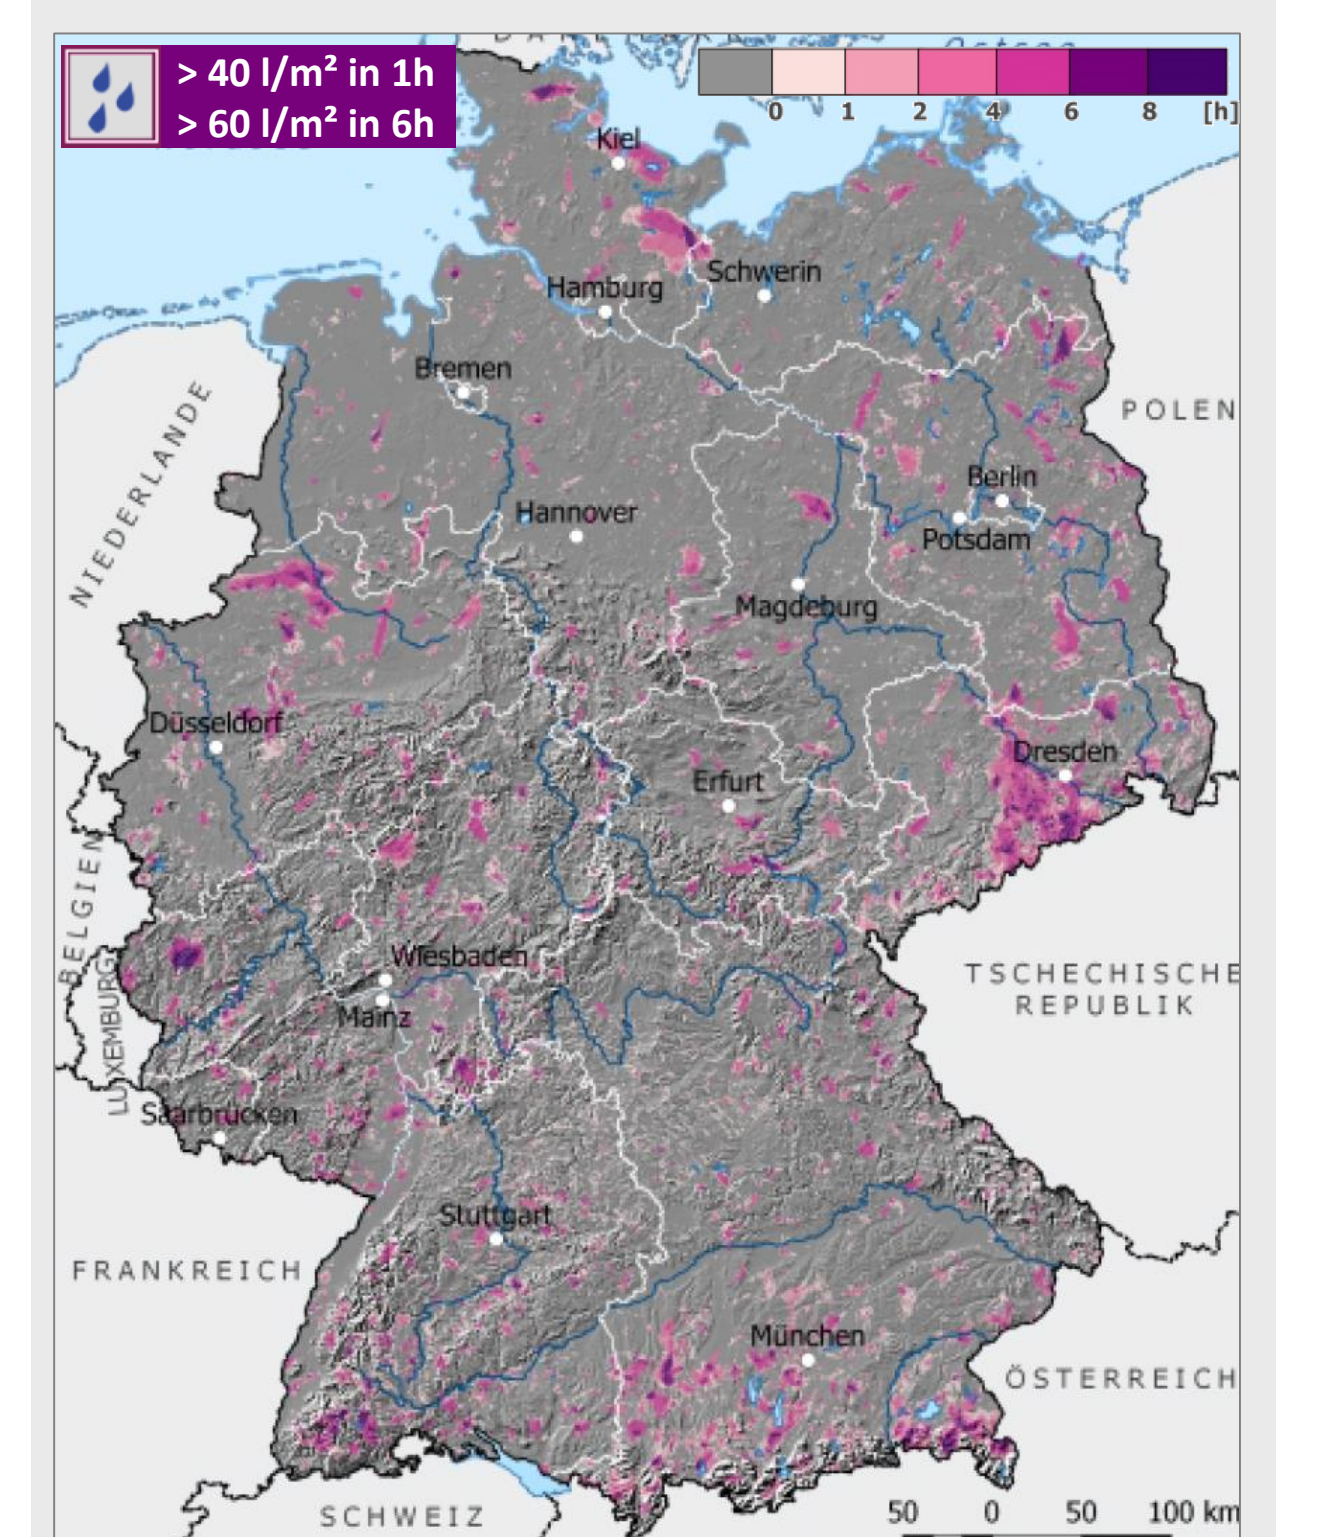 > 40 l/m² in 1h
> 60 l/m² in 6h
0 1 2 4 6 8 [h]
Kiel
Schwerin
Hamburg
Bremen
NIEDERLANDE
POLEN
Berlin
Hannover
Potsdam
Magdeburg
Düsseldorf
Dresden
Erfurt
BELGIEN
Wiesbaden
TSCHECHISCHE
REPUBLIK
Mainz
LUXEMBURG
Saarbrücken
Stuttgart
FRANKREICH
München
ÖSTERREICH
SCHWEIZ
50 0 50 100 km